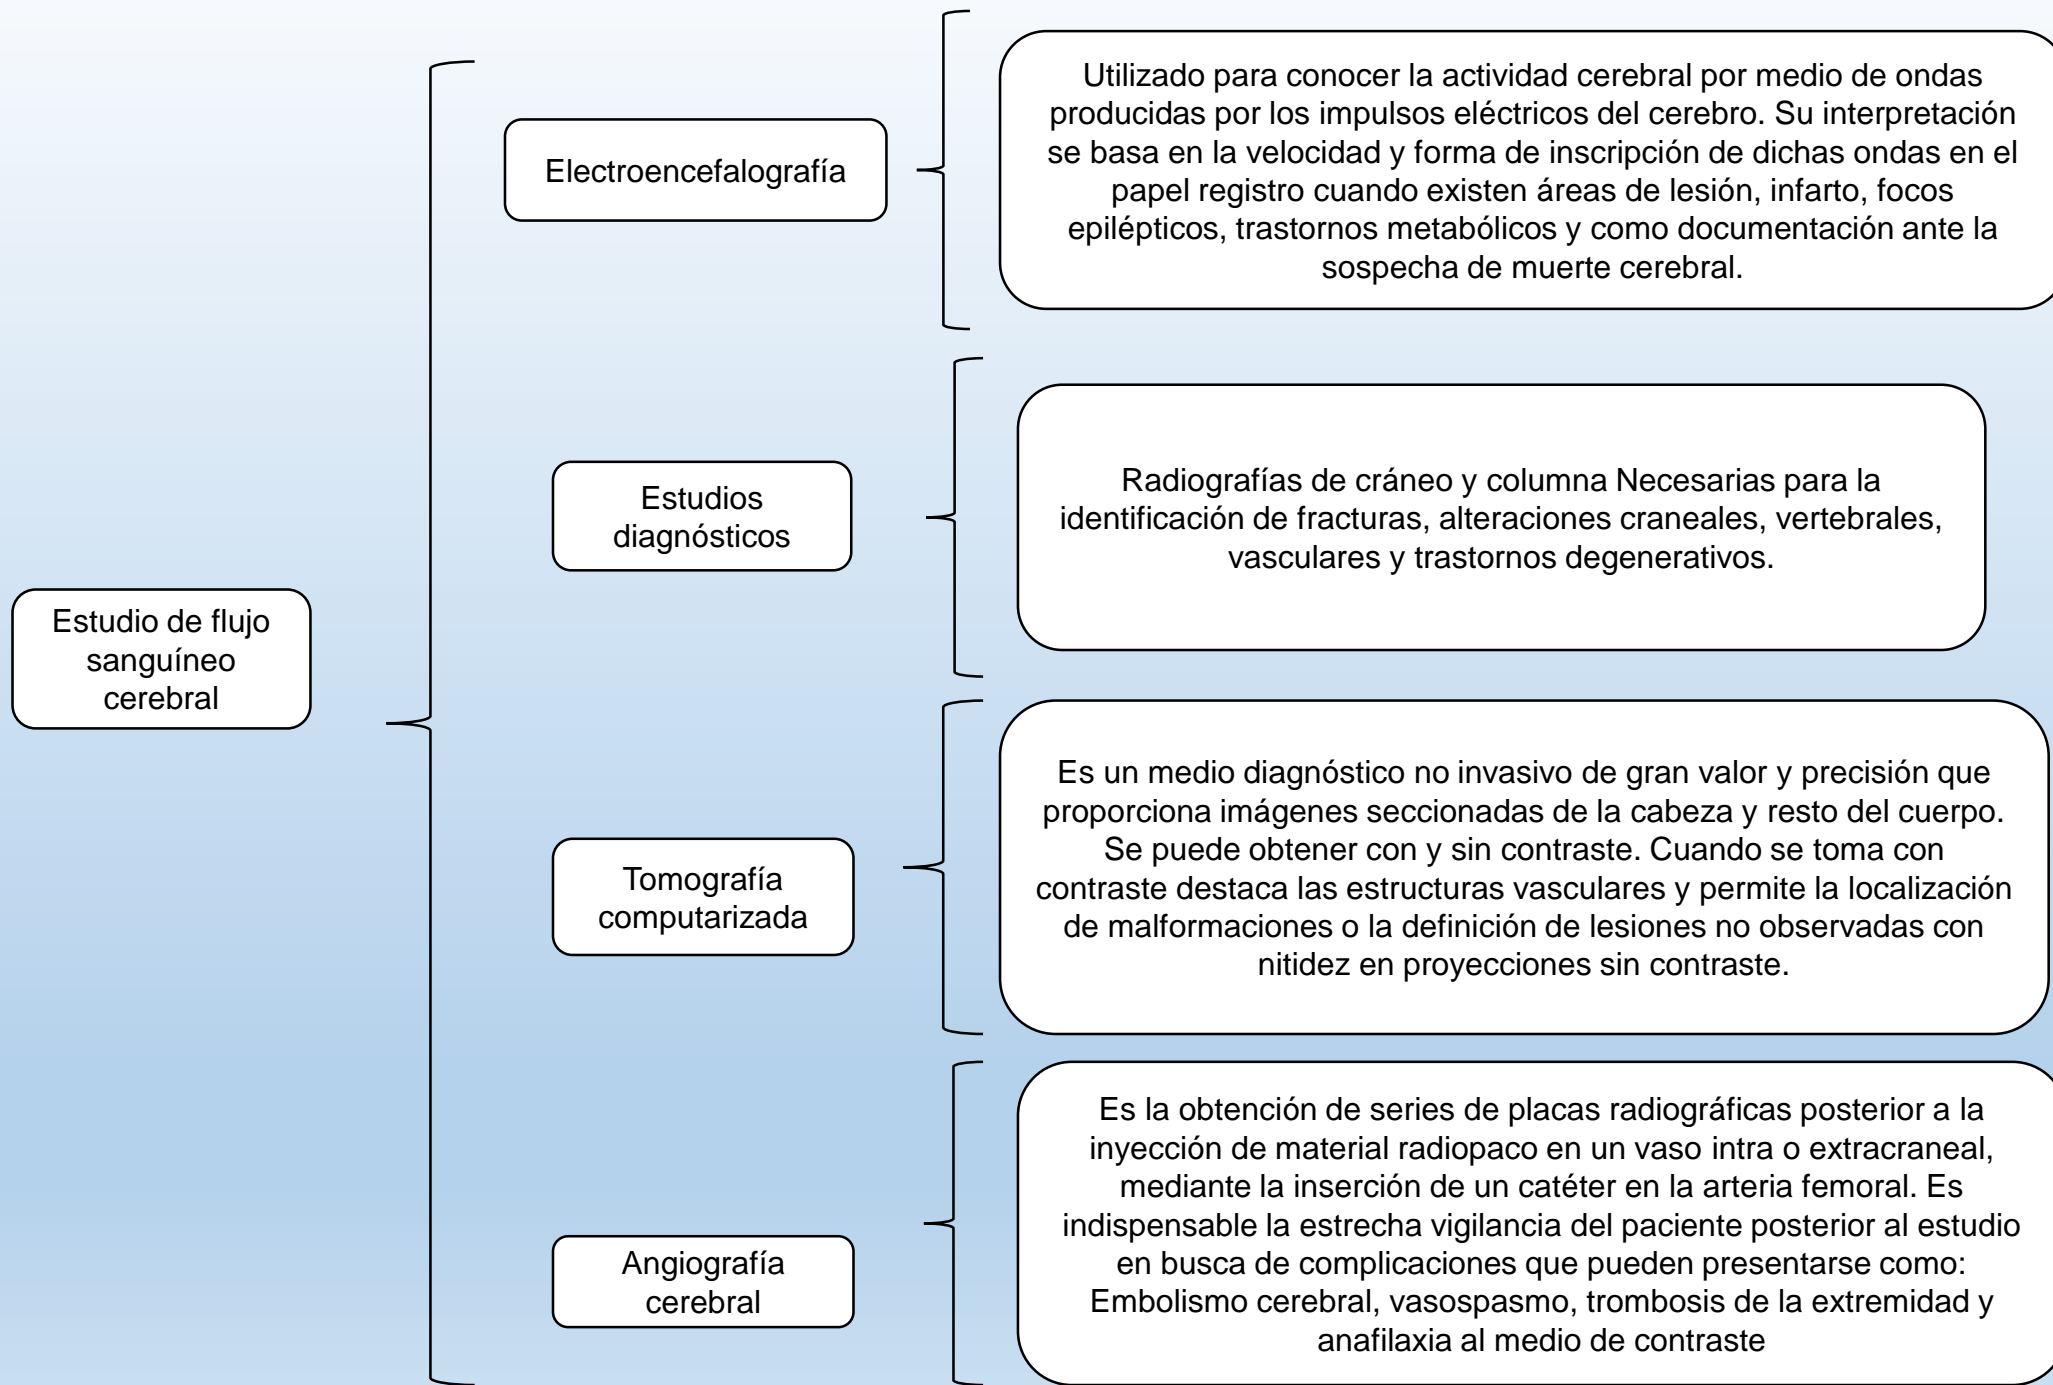 Estudio de flujo
sanguíneo
cerebral
Electroencefalografía
Utilizado para conocer la actividad cerebral por medio de ondas
producidas por los impulsos eléctricos del cerebro. Su interpretación
se basa en la velocidad y forma de inscripción de dichas ondas en el
papel registro cuando existen áreas de lesión, infarto, focos
epilépticos, trastornos metabólicos y como documentación ante la
sospecha de muerte cerebral.
Estudios
diagnósticos
Radiografías de cráneo y columna Necesarias para la
identificación de fracturas, alteraciones craneales, vertebrales,
vasculares y trastornos degenerativos.
Tomografía
computarizada
Es un medio diagnóstico no invasivo de gran valor y precisión que
proporciona imágenes seccionadas de la cabeza y resto del cuerpo.
Se puede obtener con y sin contraste. Cuando se toma con
contraste destaca las estructuras vasculares y permite la localización
de malformaciones o la definición de lesiones no observadas con
nitidez en proyecciones sin contraste.
Angiografía
cerebral
Es la obtención de series de placas radiográficas posterior a la
inyección de material radiopaco en un vaso intra o extracraneal,
mediante la inserción de un catéter en la arteria femoral. Es
indispensable la estrecha vigilancia del paciente posterior al estudio
en busca de complicaciones que pueden presentarse como:
Embolismo cerebral, vasospasmo, trombosis de la extremidad y
anafilaxia al medio de contraste